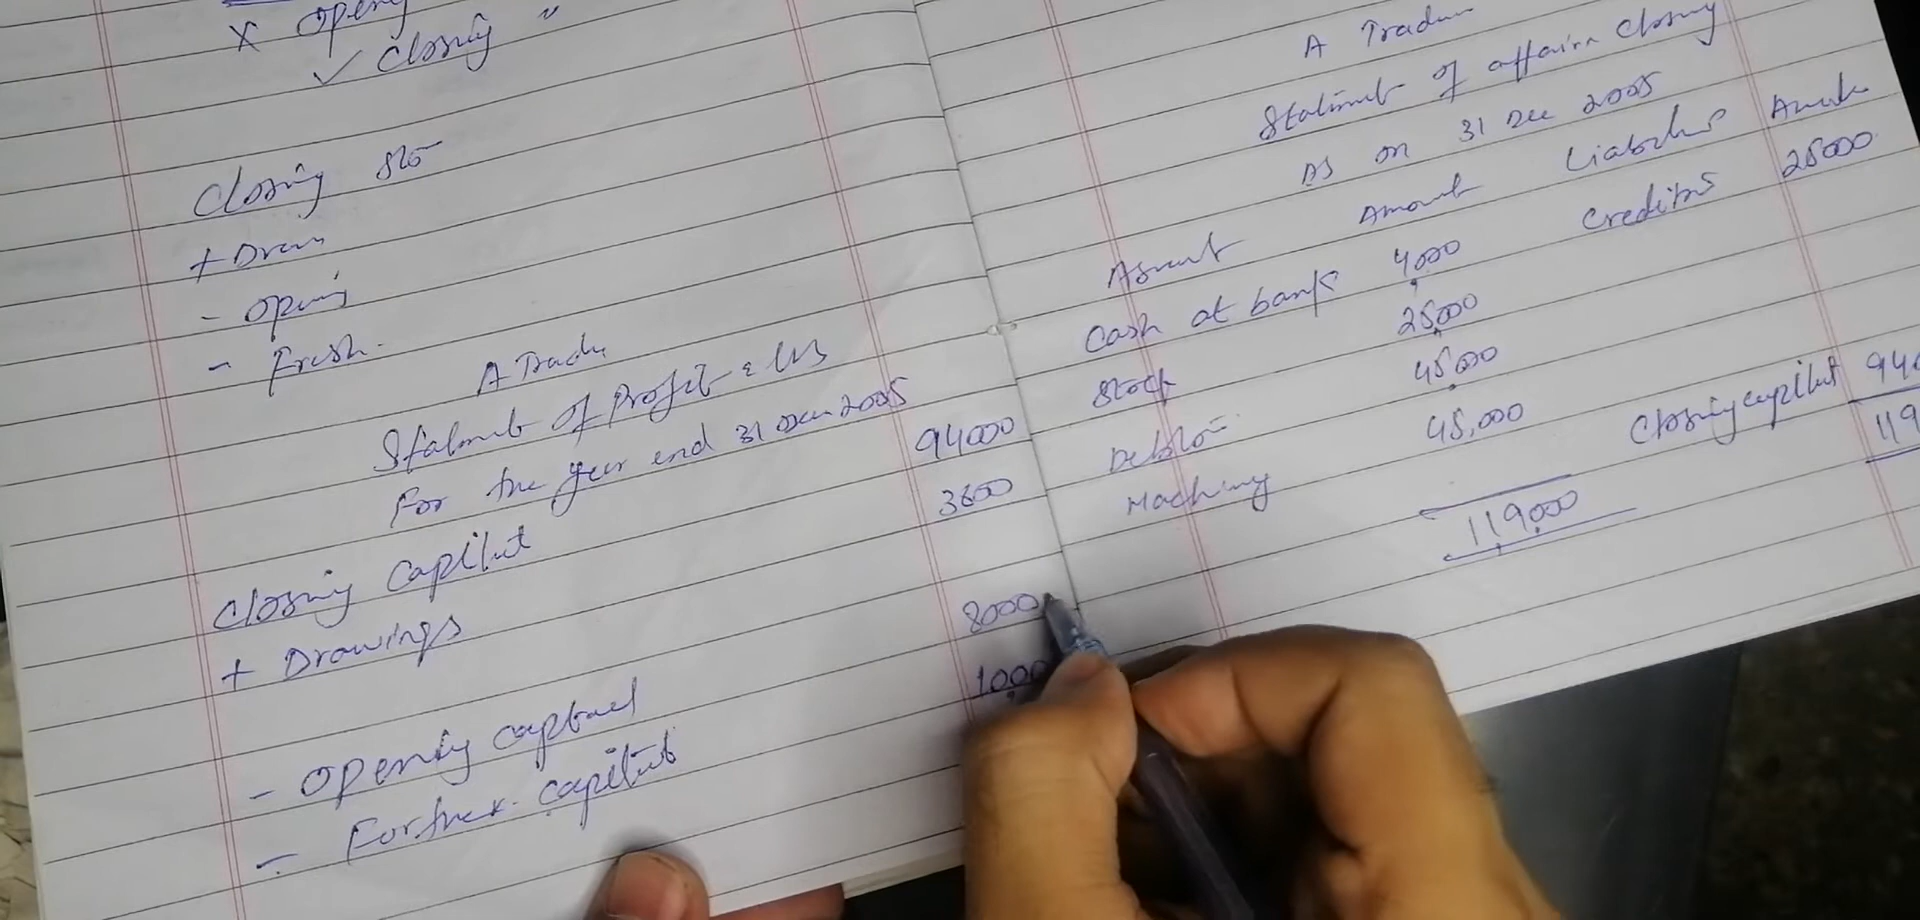 x Opening
✓ Closing "
Closing sto
+ Draw
- Opening
- Fresh.
A Trader
Statement of Profit & loss
For the year end 31 Dec 2005
Closing Capital 94000
+ Drawings 3600
- Opening capital 8000
- Further capital 1000
A Trader
Statement of affairs closing
As on 31 Dec 2005
Amount Liabilities Amount
Cash at bank 4000 Creditors 25000
Stock 25000
Debtor 45000
Machinery 45,000 Closing capital 940
119000 119